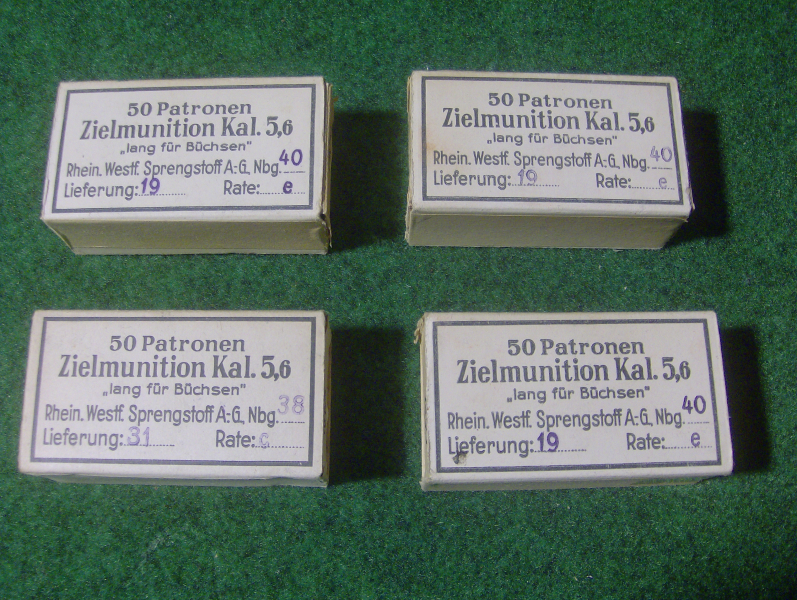 50 Patronen
Zielmunition Kal. 5,6
„lang für Büchsen"
Rhein. Westf. Sprengstoff A.-G., Nbg. 40
Lieferung: 19 Rate: e
50 Patronen
Zielmunition Kal. 5,6
„lang für Büchsen"
Rhein. Westf. Sprengstoff A.-G., Nbg. 40
Lieferung: 19 Rate: e
50 Patronen
Zielmunition Kal. 5,6
„lang für Büchsen"
Rhein. Westf. Sprengstoff A.-G., Nbg. 38
Lieferung: 31 Rate: c
50 Patronen
Zielmunition Kal. 5,6
„lang für Büchsen"
Rhein. Westf. Sprengstoff A.-G., Nbg. 40
Lieferung: 19 Rate: e